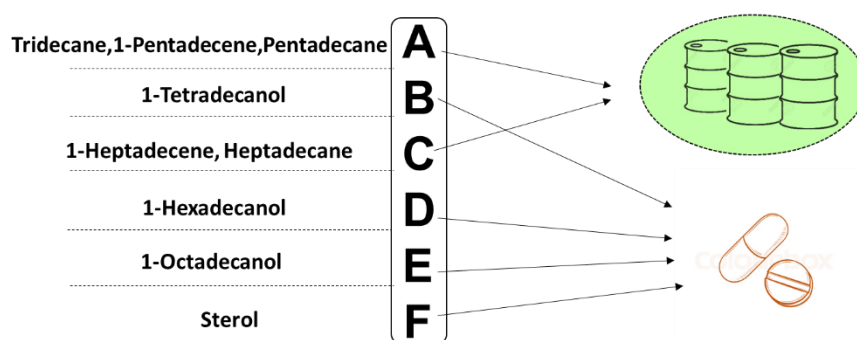 Tridecane,1-Pentadecene,Pentadecane A
1-Tetradecanol B
1-Heptadecene, Heptadecane C
1-Hexadecanol D
1-Octadecanol E
Sterol F